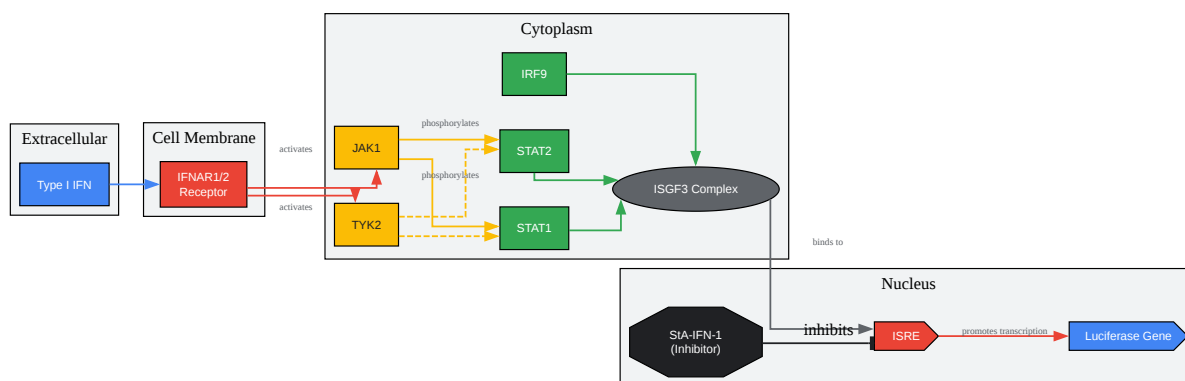 Cytoplasm
IRF9
Extracellular
Type I IFN
Cell Membrane
IFNAR1/2
Receptor
activates
activates
JAK1
TYK2
phosphorylates
phosphorylates
STAT2
STAT1
ISGF3 Complex
binds to
Nucleus
StA-IFN-1
(Inhibitor)
inhibits
ISRE
promotes transcription
Luciferase Gene